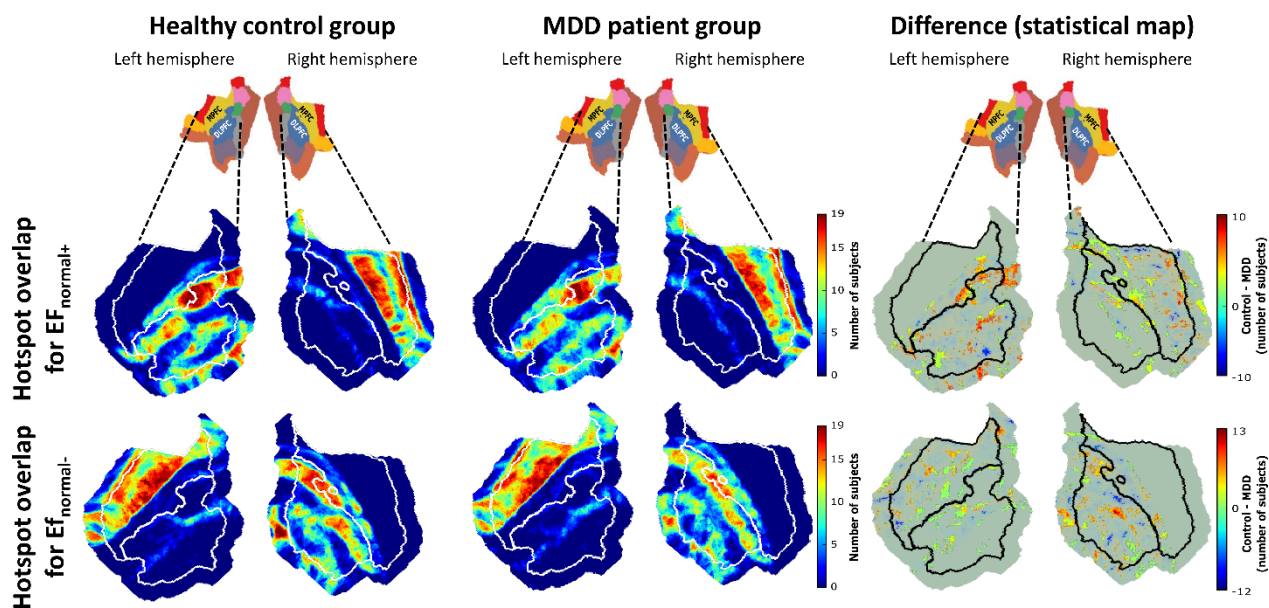 Healthy control group
MDD patient group
Difference (statistical map)
Left hemisphere
Right hemisphere
Left hemisphere
Right hemisphere
Left hemisphere
Right hemisphere
MPFC
DLPFC
MPFC
DLPFC
MPFC
DLPFC
MPFC
DLPFC
MPFC
DLPFC
MPFC
DLPFC
Hotspot overlap
for EFnormal+
19
15
10
5
0
Number of subjects
10
0
-10
Control - MDD
(number of subjects)
Hotspot overlap
for Efnormal-
19
15
10
5
0
Number of subjects
13
0
-12
Control - MDD
(number of subjects)